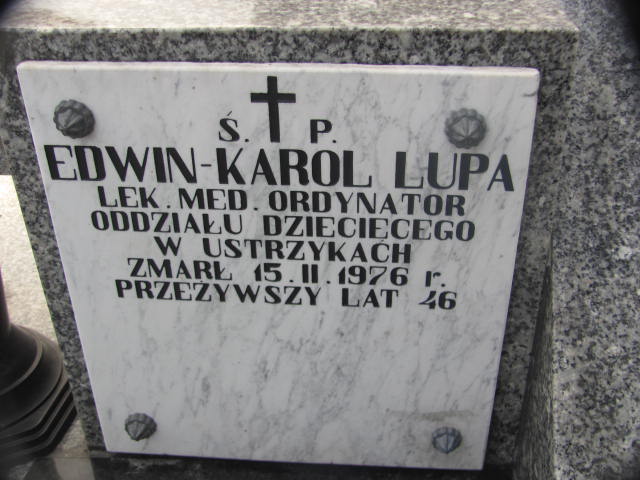 Ś. P.
EDWIN-KAROL LUPA
LEK. MED. ORDYNATOR
ODDZIAŁU DZIECIĘCEGO
W USTRZYKACH
ZMARŁ 15.II.1976 r.
PRZEŻYWSZY LAT 46